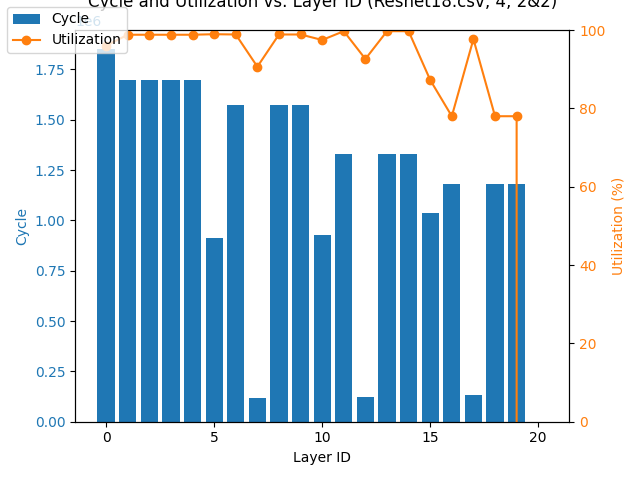 Cycle and Utilization vs. Layer ID (Resnet18.csv, 4, 2&2)
1e6
Cycle
Utilization
1.75
1.50
1.25
1.00
0.75
0.50
0.25
0.00
Cycle
100
80
60
40
20
0
Utilization (%)
0 5 10 15 20
Layer ID